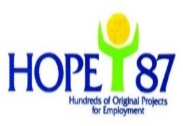 HOPE 87
Hundreds of Original Projects
for Employment